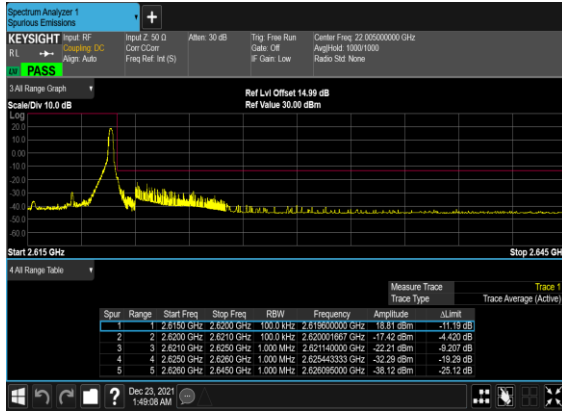 Spectrum Analyzer 1
Spurious Emissions
+
KEYSIGHT Input: RF Input Z: 50 Ω Atten: 30 dB Trig: Free Run Center Freq: 22.005000000 GHz
RL Coupling: DC Corr CCorr Gate: Off Avg|Hold: 1000/1000
Align: Auto Freq Ref: Int (S) IF Gain: Low Radio Std: None
PASS
3 All Range Graph
Ref Lvl Offset 14.99 dB
Scale/Div 10.0 dB Ref Value 30.00 dBm
Log
20.0
10.0
0.00
-10.0
-20.0
-30.0
-40.0
-50.0
-60.0
Start 2.615 GHz Stop 2.645 GH
4 All Range Table
Measure Trace Trace 1
Trace Type Trace Average (Active)
Spur Range Start Freq Stop Freq RBW Frequency Amplitude ΔLimit
1 1 2.6150 GHz 2.6200 GHz 100.0 kHz 2.619600000 GHz 18.81 dBm -11.19 dB
2 2 2.6200 GHz 2.6210 GHz 100.0 kHz 2.620001667 GHz -17.42 dBm -4.420 dB
3 3 2.6210 GHz 2.6250 GHz 1.000 MHz 2.621140000 GHz -22.21 dBm -9.207 dB
4 4 2.6250 GHz 2.6260 GHz 1.000 MHz 2.625443333 GHz -32.29 dBm -19.29 dB
5 5 2.6260 GHz 2.6450 GHz 1.000 MHz 2.626095000 GHz -38.12 dBm -25.12 dB
? Dec 23, 2021
1:49:08 AM